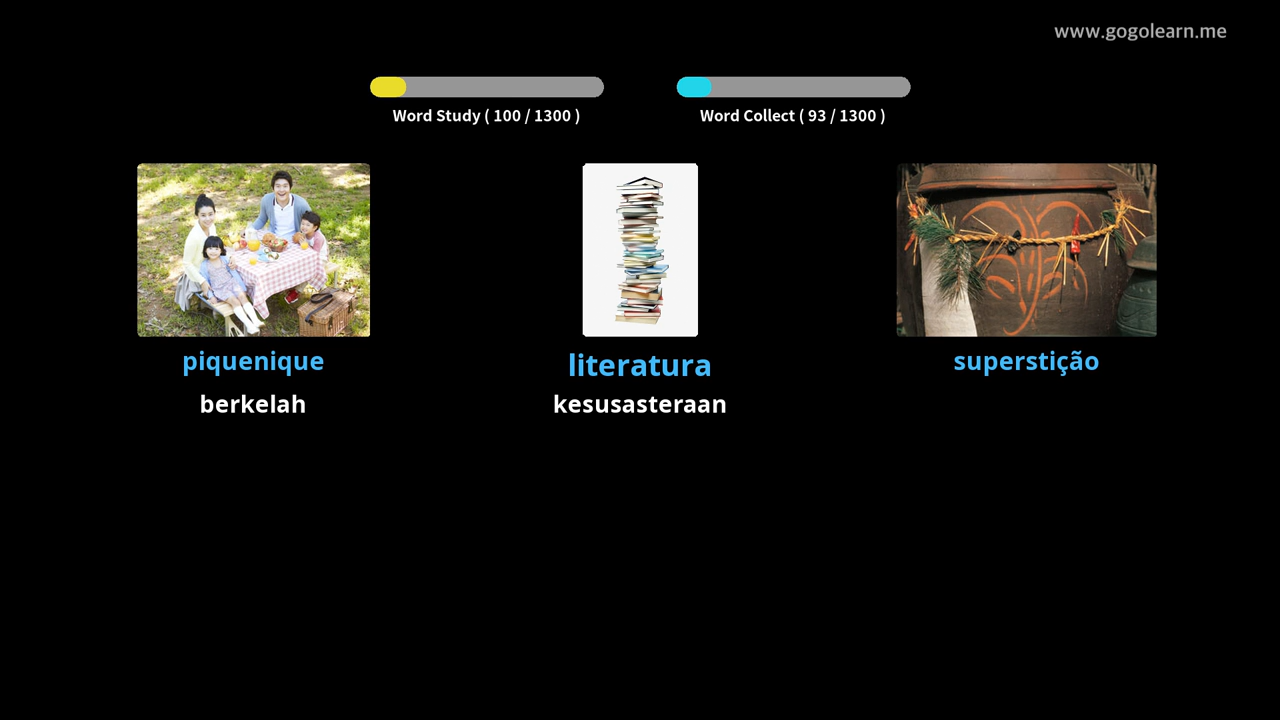 www.gogolearn.me
Word Study ( 100 / 1300 )
Word Collect ( 93 / 1300 )
piquenique
literatura
superstição
berkelah
kesusasteraan